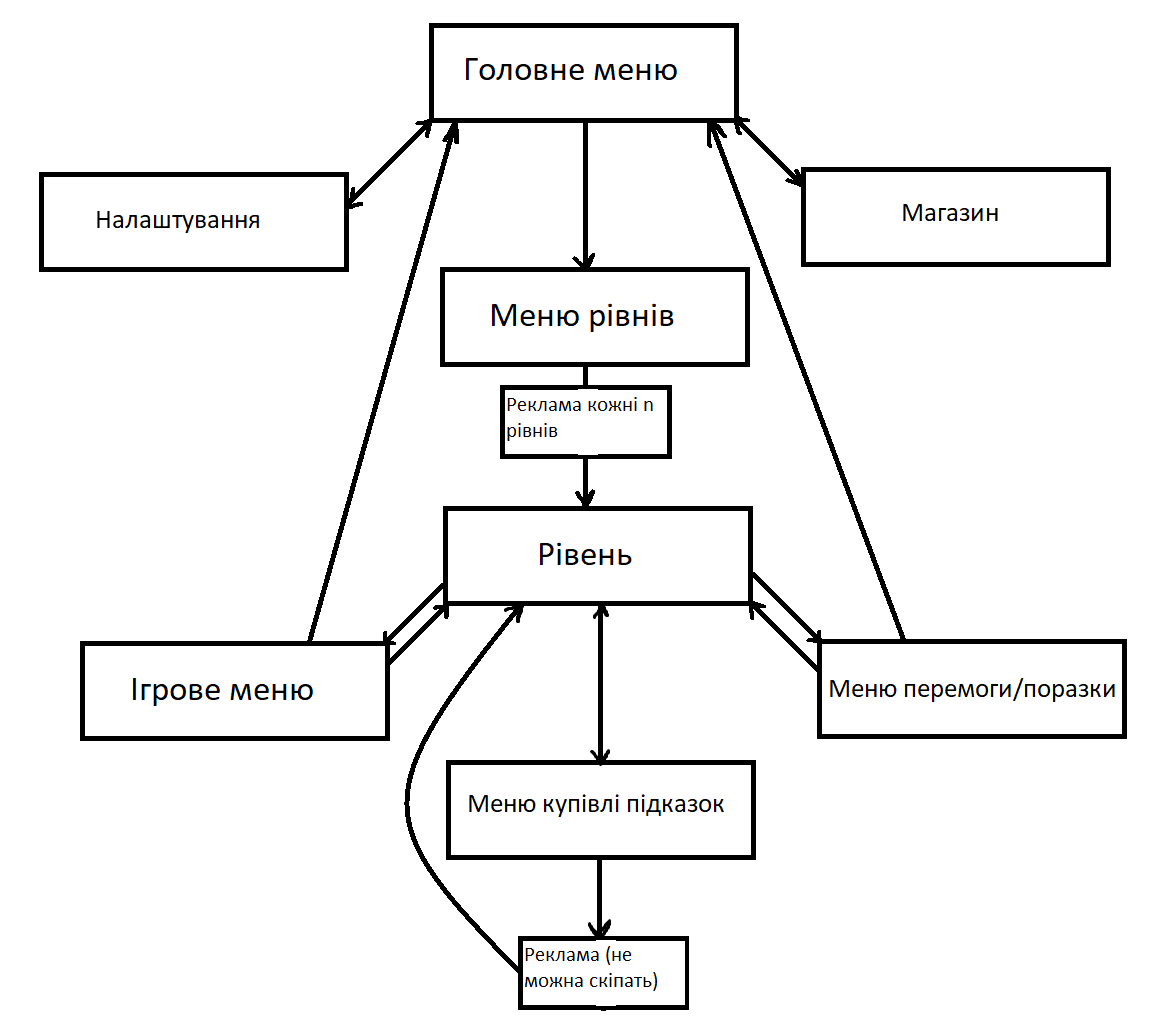 Головне меню
Налаштування
Магазин
Меню рівнів
Реклама кожні n
рівнів
Рівень
Ігрове меню
Меню перемоги/поразки
Меню купівлі підказок
Реклама (не
можна скіпать)